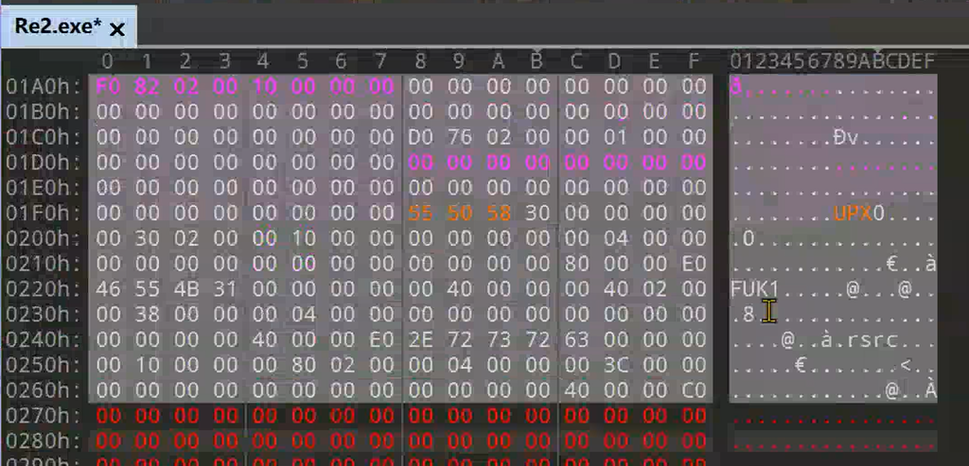 Re2.exe* ×
0 1 2 3 4 5 6 7 8 9 A B C D E F 0123456789ABCDEF
01A0h: F0 82 02 00 10 00 00 00 00 00 00 00 00 00 00 00 ð‚..............
01B0h: 00 00 00 00 00 00 00 00 00 00 00 00 00 00 00 00 ................
01C0h: 00 00 00 00 00 00 00 00 D0 76 02 00 00 01 00 00 ........Ðv......
01D0h: 00 00 00 00 00 00 00 00 00 00 00 00 00 00 00 00 ................
01E0h: 00 00 00 00 00 00 00 00 00 00 00 00 00 00 00 00 ................
01F0h: 00 00 00 00 00 00 00 00 55 50 58 30 00 00 00 00 ........UPX0....
0200h: 00 30 02 00 00 10 00 00 00 00 00 00 00 04 00 00 .0..............
0210h: 00 00 00 00 00 00 00 00 00 00 00 00 80 00 00 E0 ............€..à
0220h: 46 55 4B 31 00 00 00 00 00 40 00 00 00 40 02 00 FUK1.....@...@..
0230h: 00 38 00 00 00 04 00 00 00 00 00 00 00 00 00 00 .8..............
0240h: 00 00 00 00 40 00 00 E0 2E 72 73 72 63 00 00 00 ....@..à.rsrc...
0250h: 00 10 00 00 00 80 02 00 00 04 00 00 00 3C 00 00 .....€.......<..
0260h: 00 00 00 00 00 00 00 00 00 00 00 00 40 00 00 C0 ............@..À
0270h: 00 00 00 00 00 00 00 00 00 00 00 00 00 00 00 00 ................
0280h: 00 00 00 00 00 00 00 00 00 00 00 00 00 00 00 00 ................